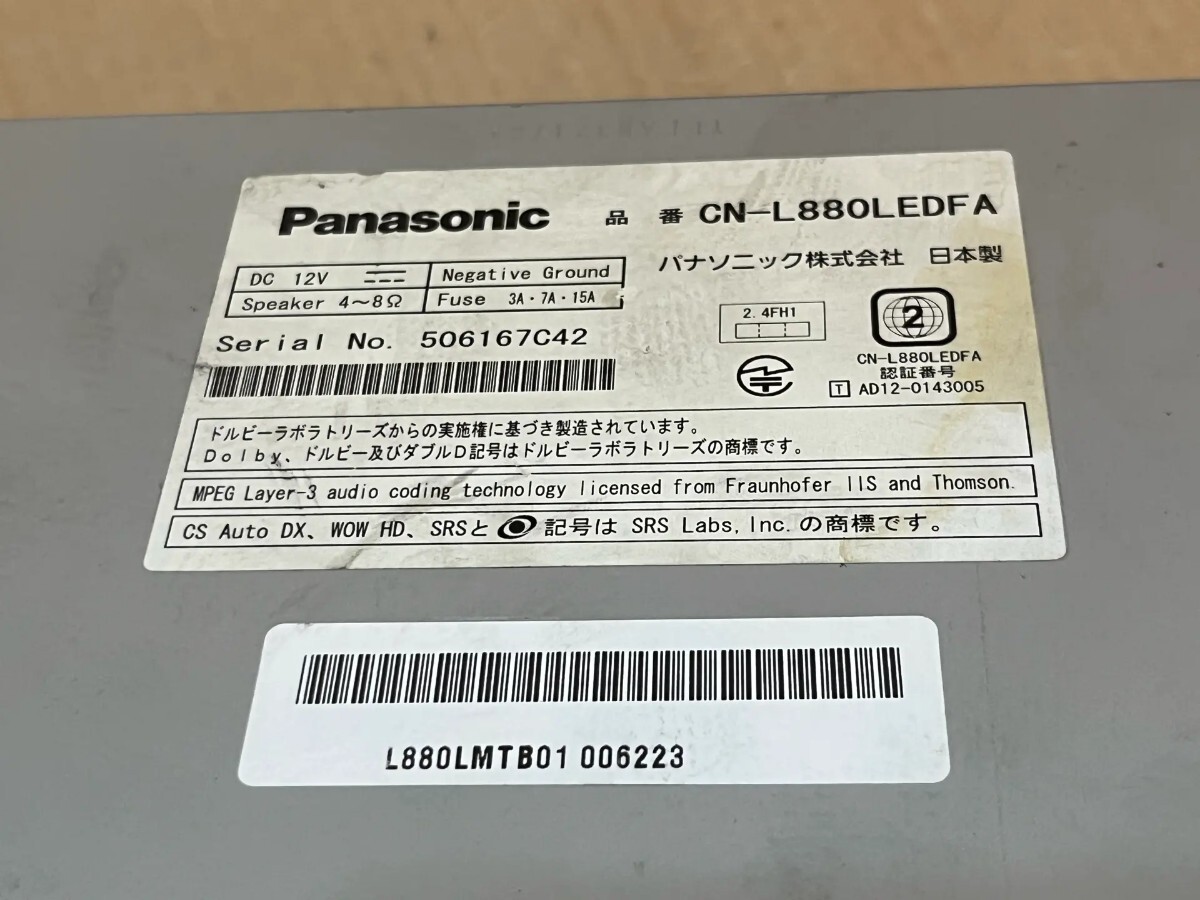 Panasonic 品 番 CN-L880LEDFA
パナソニック株式会社 日本製
DC 12V Negative Ground
Speaker 4～8Ω Fuse 3A・7A・15A
2.4FH1
2
Serial No. 506167C42
CN-L880LEDFA
認証番号
T AD12-0143005
ドルビーラボラトリーズからの実施権に基づき製造されています。
Dolby、ドルビー及びダブルD記号はドルビーラボラトリーズの商標です。
MPEG Layer-3 audio coding technology licensed from Fraunhofer IIS and Thomson.
CS Auto DX、WOW HD、SRSと 記号は SRS Labs, Inc. の商標です。
L880LMTB01 006223